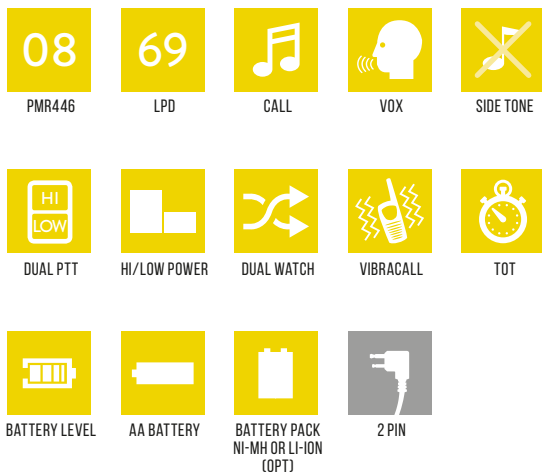 08
69
PMR446
LPD
CALL
VOX
SIDE TONE
HI
LOW
DUAL PTT
HI/LOW POWER
DUAL WATCH
VIBRACALL
TOT
BATTERY LEVEL
AA BATTERY
BATTERY PACK
NI-MH OR LI-ION
(OPT)
2 PIN